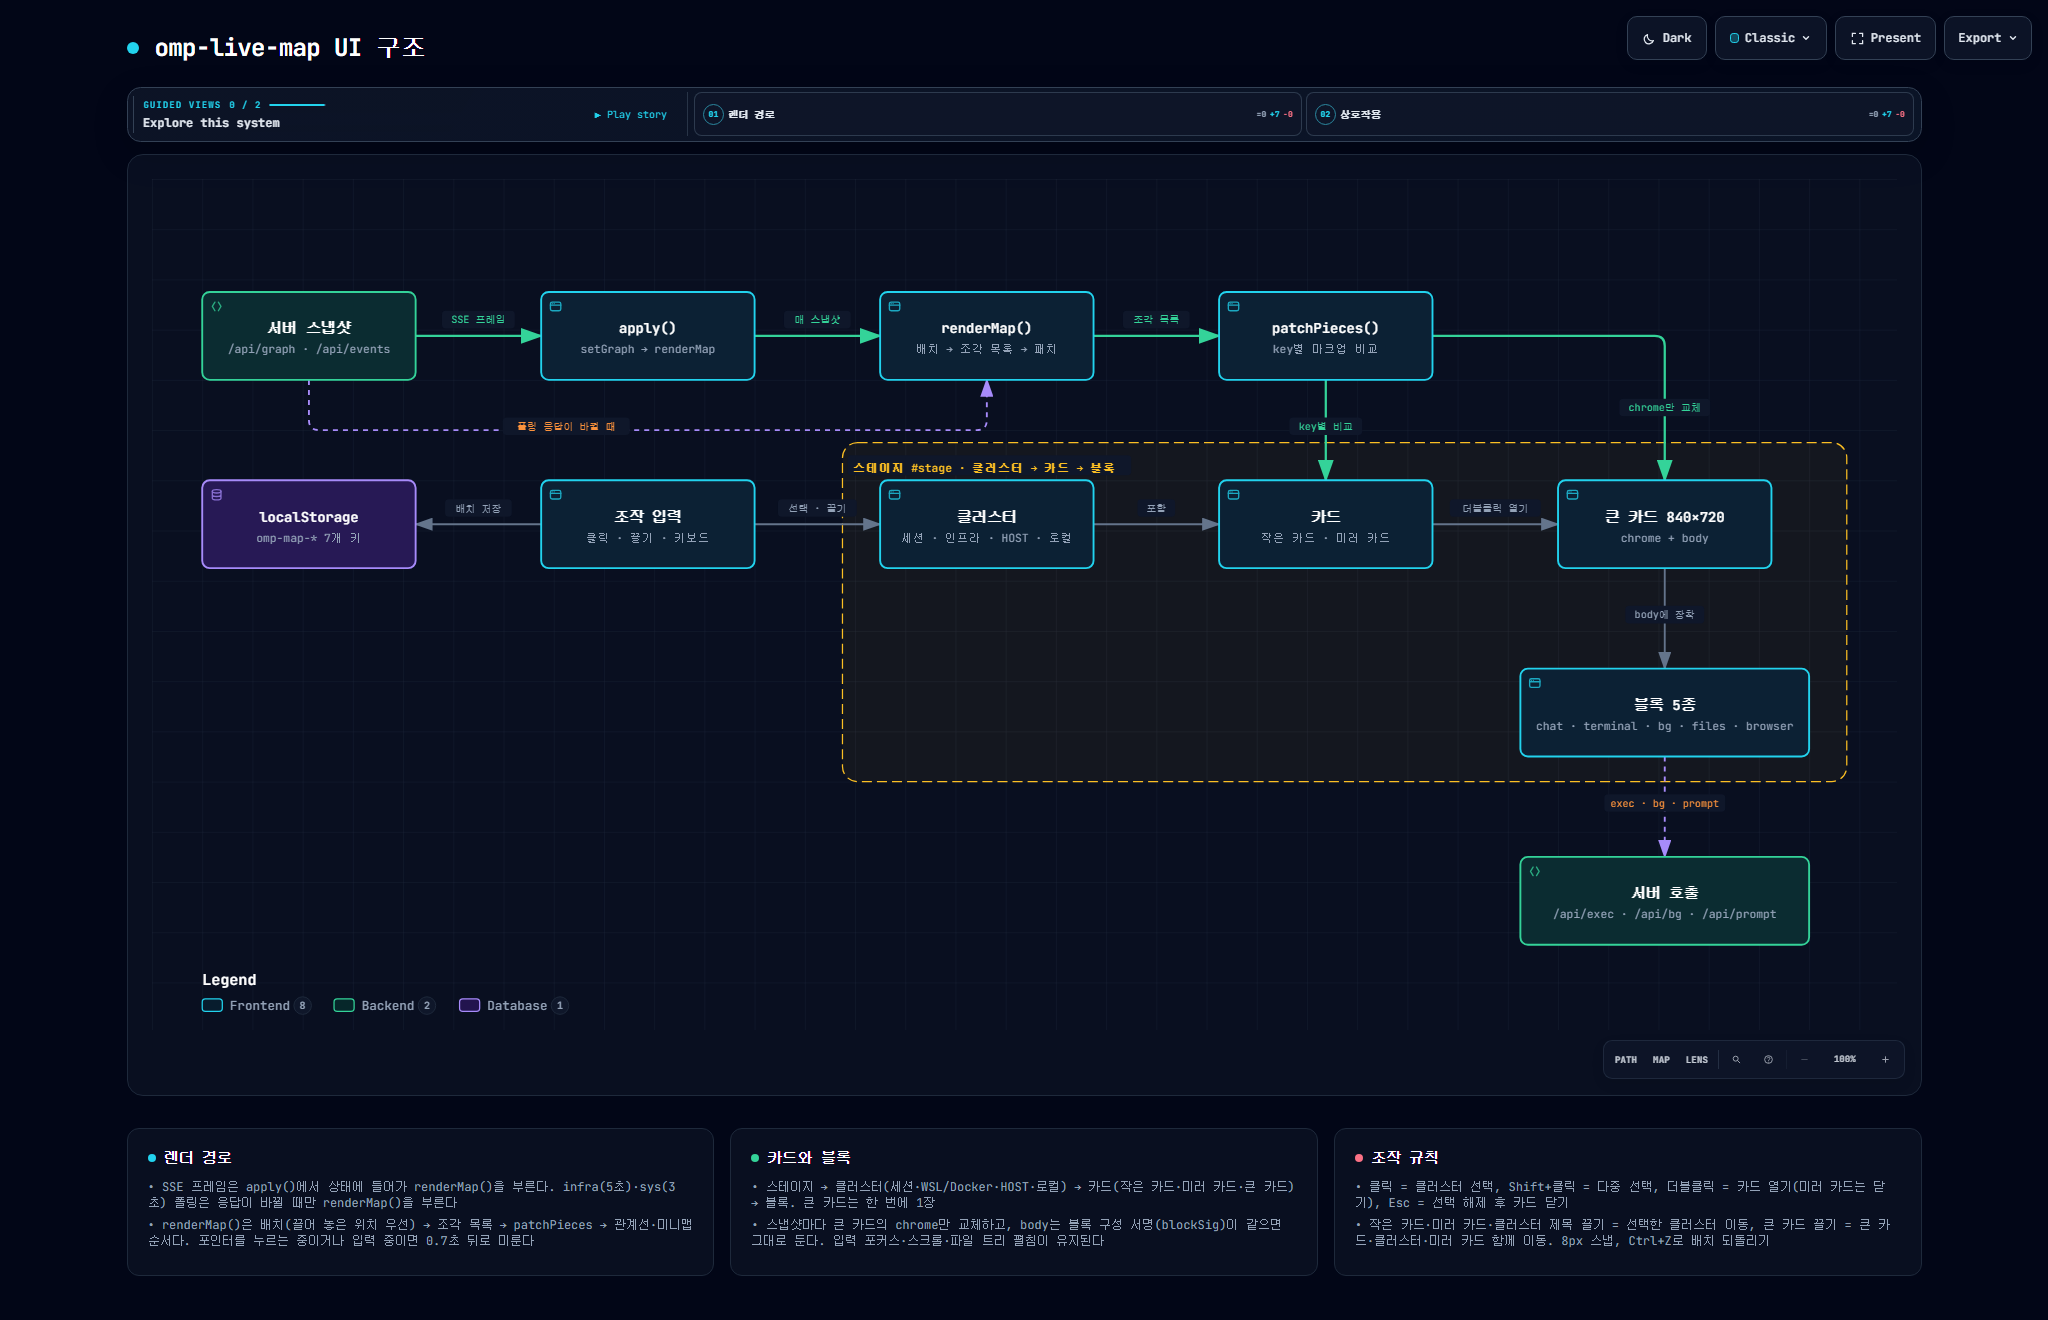 omp-live-map UI 구조
Dark
Classic
Present
Export
GUIDED VIEWS 0 / 2
Explore this system
▶ Play story
01 렌더 경로
=0 +7 -0
02 상호작용
=0 +7 -0
서버 스냅샷
/api/graph · /api/events
SSE 프레임
apply()
setGraph → renderMap
매 스냅샷
renderMap()
배치 → 조각 목록 → 패치
조각 목록
patchPieces()
key별 마크업 비교
폴링 응답이 바뀔 때
key별 비교
chrome만 교체
스테이지 #stage · 클러스터 → 카드 → 블록
localStorage
omp-map-* 7개 키
배치 저장
조작 입력
클릭 · 끌기 · 키보드
선택 · 끌기
클러스터
세션 · 인프라 · HOST · 로컬
포함
카드
작은 카드 · 미러 카드
더블클릭 열기
큰 카드 840×720
chrome + body
body에 장착
블록 5종
chat · terminal · bg · files · browser
exec · bg · prompt
서버 호출
/api/exec · /api/bg · /api/prompt
Legend
Frontend 8
Backend 2
Database 1
PATH MAP LENS
− 100% +
렌더 경로
• SSE 프레임은 apply()에서 상태에 들어가 renderMap()을 부른다. infra(5초)·sys(3
초) 폴링은 응답이 바뀔 때만 renderMap()을 부른다
• renderMap()은 배치(끌어 놓은 위치 우선) → 조각 목록 → patchPieces → 관계선·미니맵
순서다. 포인터를 누르는 중이거나 입력 중이면 0.7초 뒤로 미룬다
카드와 블록
• 스테이지 → 클러스터(세션·WSL/Docker·HOST·로컬) → 카드(작은 카드·미러 카드·큰 카드)
→ 블록. 큰 카드는 한 번에 1장
• 스냅샷마다 큰 카드의 chrome만 교체하고, body는 블록 구성 서명(blockSig)이 같으면
그대로 둔다. 입력 포커스·스크롤·파일 트리 펼침이 유지된다
조작 규칙
• 클릭 = 클러스터 선택, Shift+클릭 = 다중 선택, 더블클릭 = 카드 열기(미러 카드는 닫
기), Esc = 선택 해제 후 카드 닫기
• 작은 카드·미러 카드·클러스터 제목 끌기 = 선택한 클러스터 이동, 큰 카드 끌기 = 큰 카
드·클러스터·미러 카드 함께 이동. 8px 스냅, Ctrl+Z로 배치 되돌리기